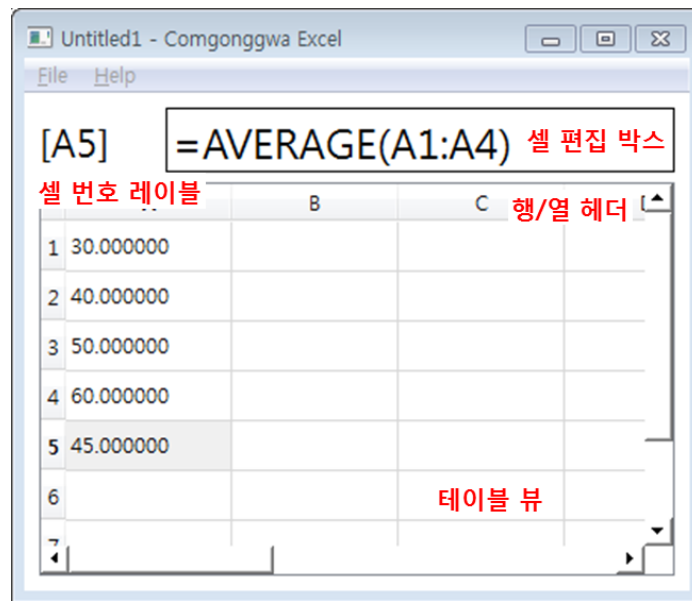 Untitled1 - Comgonggwa Excel
File Help
[A5] =AVERAGE(A1:A4) 셀 편집 박스
셀 번호 레이블
B C 행/열 헤더
1 30.000000
2 40.000000
3 50.000000
4 60.000000
5 45.000000
6 테이블 뷰